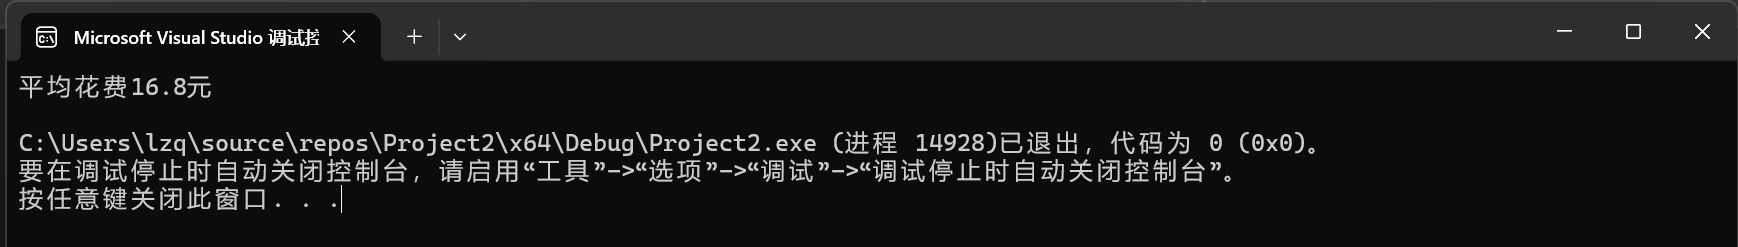 Microsoft Visual Studio 调试控
平均花费16.8元
C:\Users\lzq\source\repos\Project2\x64\Debug\Project2.exe (进程 14928)已退出，代码为 0 (0x0)。
要在调试停止时自动关闭控制台，请启用“工具”->“选项”->“调试”->“调试停止时自动关闭控制台”。
按任意键关闭此窗口. . .